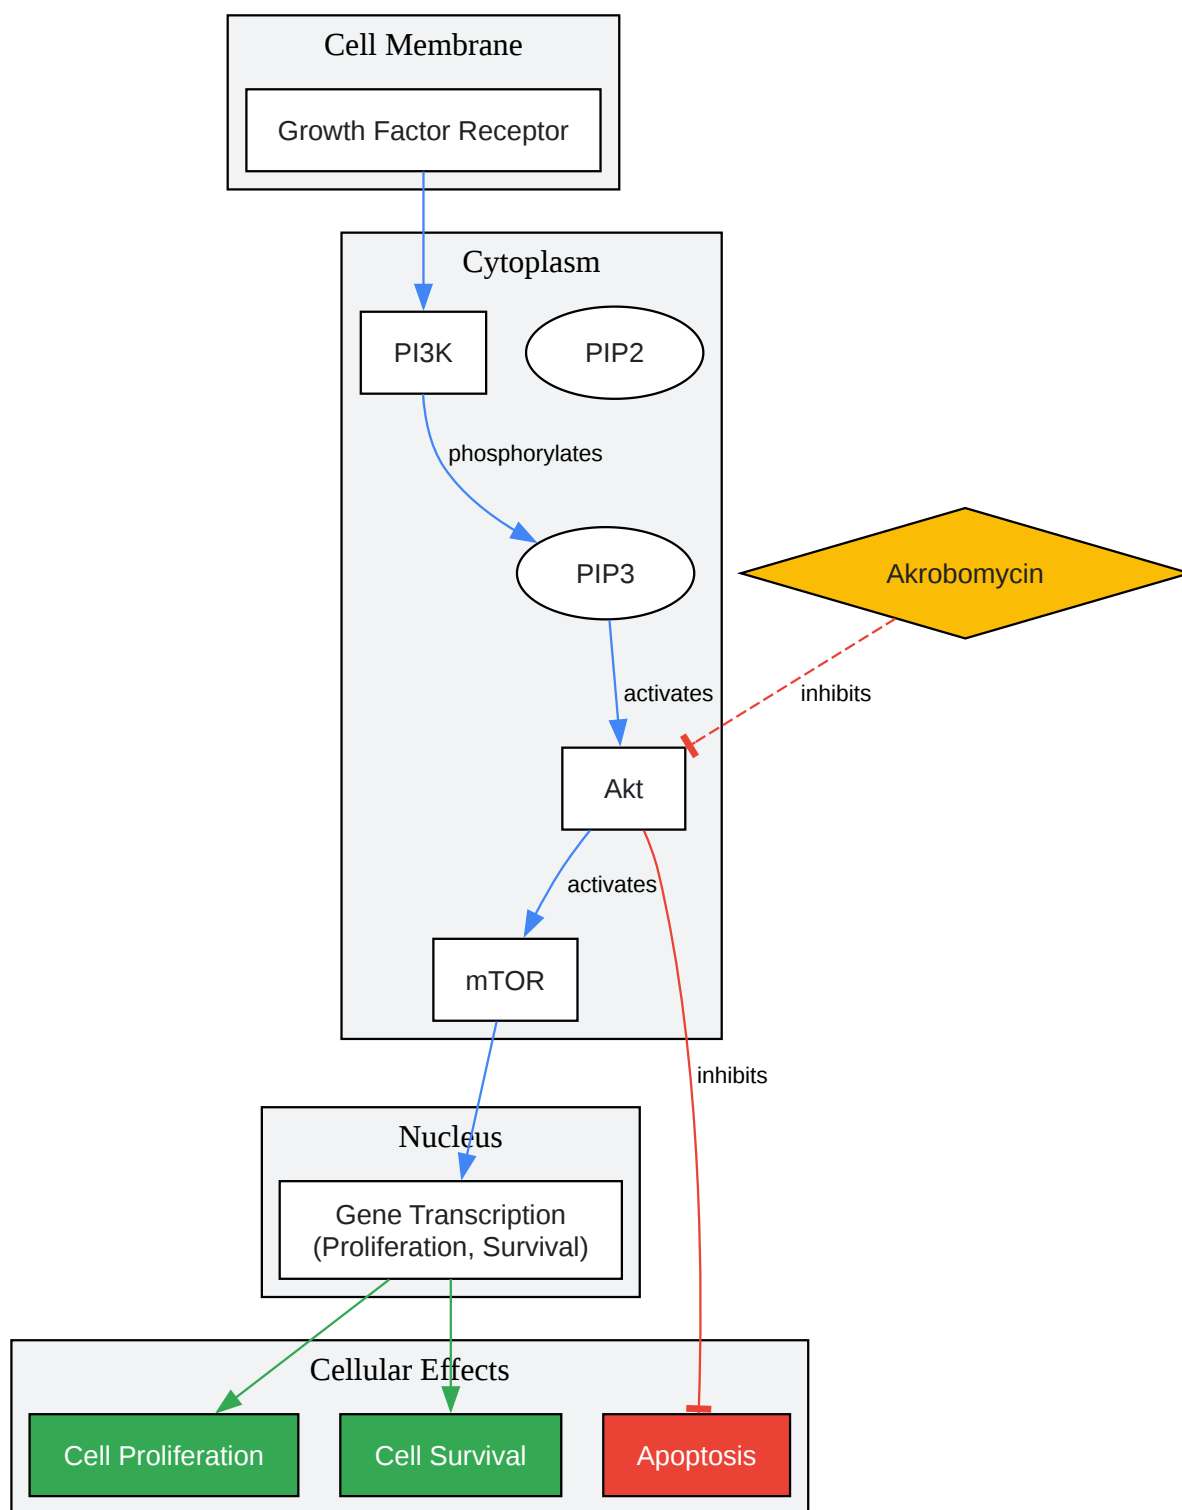 Cell Membrane
Growth Factor Receptor
Cytoplasm
PI3K
PIP2
phosphorylates
PIP3
Akrobomycin
activates
inhibits
Akt
activates
mTOR
inhibits
Nucleus
Gene Transcription
(Proliferation, Survival)
Cellular Effects
Cell Proliferation
Cell Survival
Apoptosis